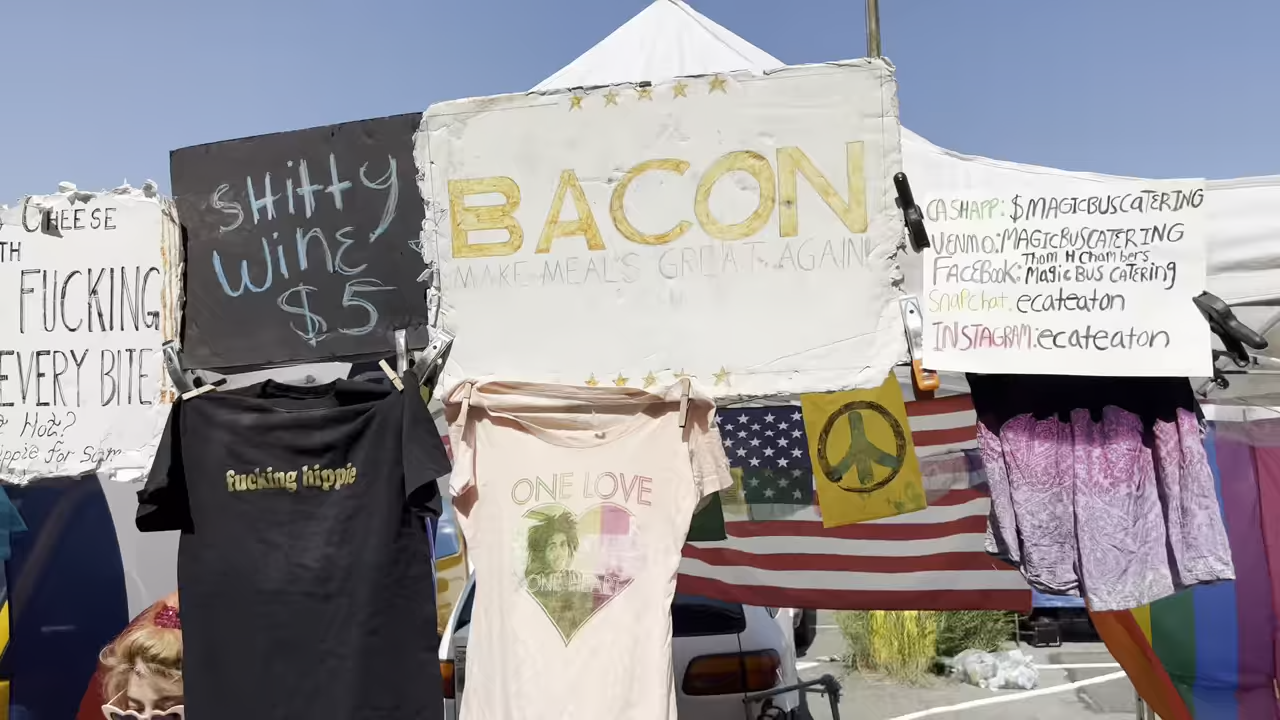 CHEESE
TH
FUCKING
EVERY BITE
Hot?
for
SHitty
WINE
$5
BACON
MAKE MEALS GREAT AGAIN!
CASHAPP: $MAGICBUSCATERING
VENMO: MAGICBUSCATERING
Thom H Chambers
FACEBOOK: MAgic BUS CATERing
SNAPCHAT: ecateaton
INSTAGRAM: ecateaton
fucking hippie
ONE LOVE
ONE HEART